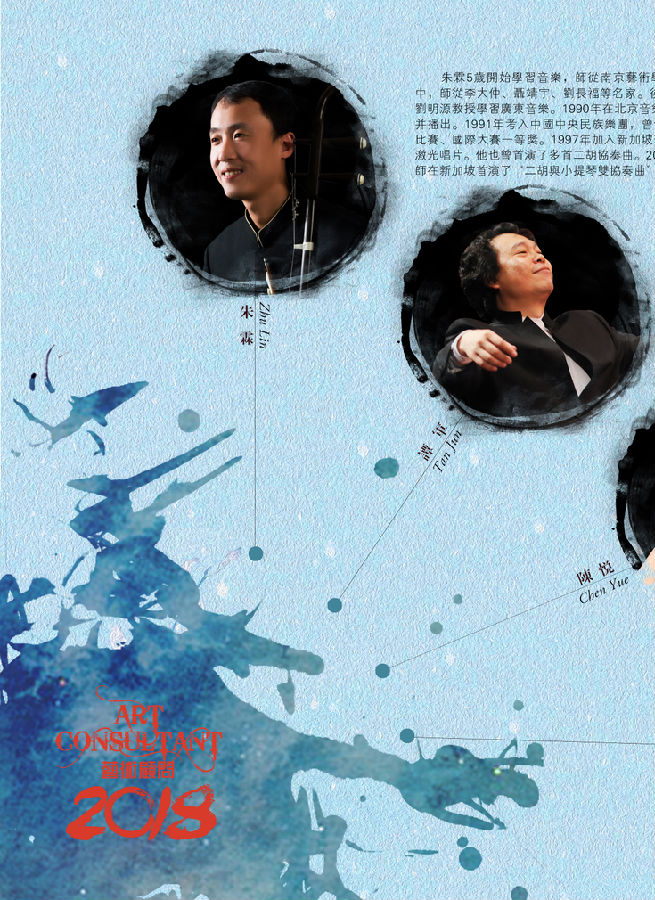 朱霖5歲開始學習音樂，師從南京藝術學
中，師從李大仲、聶靖宇、劉長福等名家。後
劉明源教授學習廣東音樂。1990年在北京音樂
并播出。1991年考入中國中央民族樂團，曾
比賽、國際大賽一等獎。1997年加入新加坡
激光唱片。他也曾首演了多首二胡協奏曲。20
師在新加坡首演了“二胡與小提琴雙協奏曲”
朱霖
Zhu Lin
譚軍
Tan Jun
陳悅
Chen Yue
ART
CONSULTANT
藝術顧問
2018